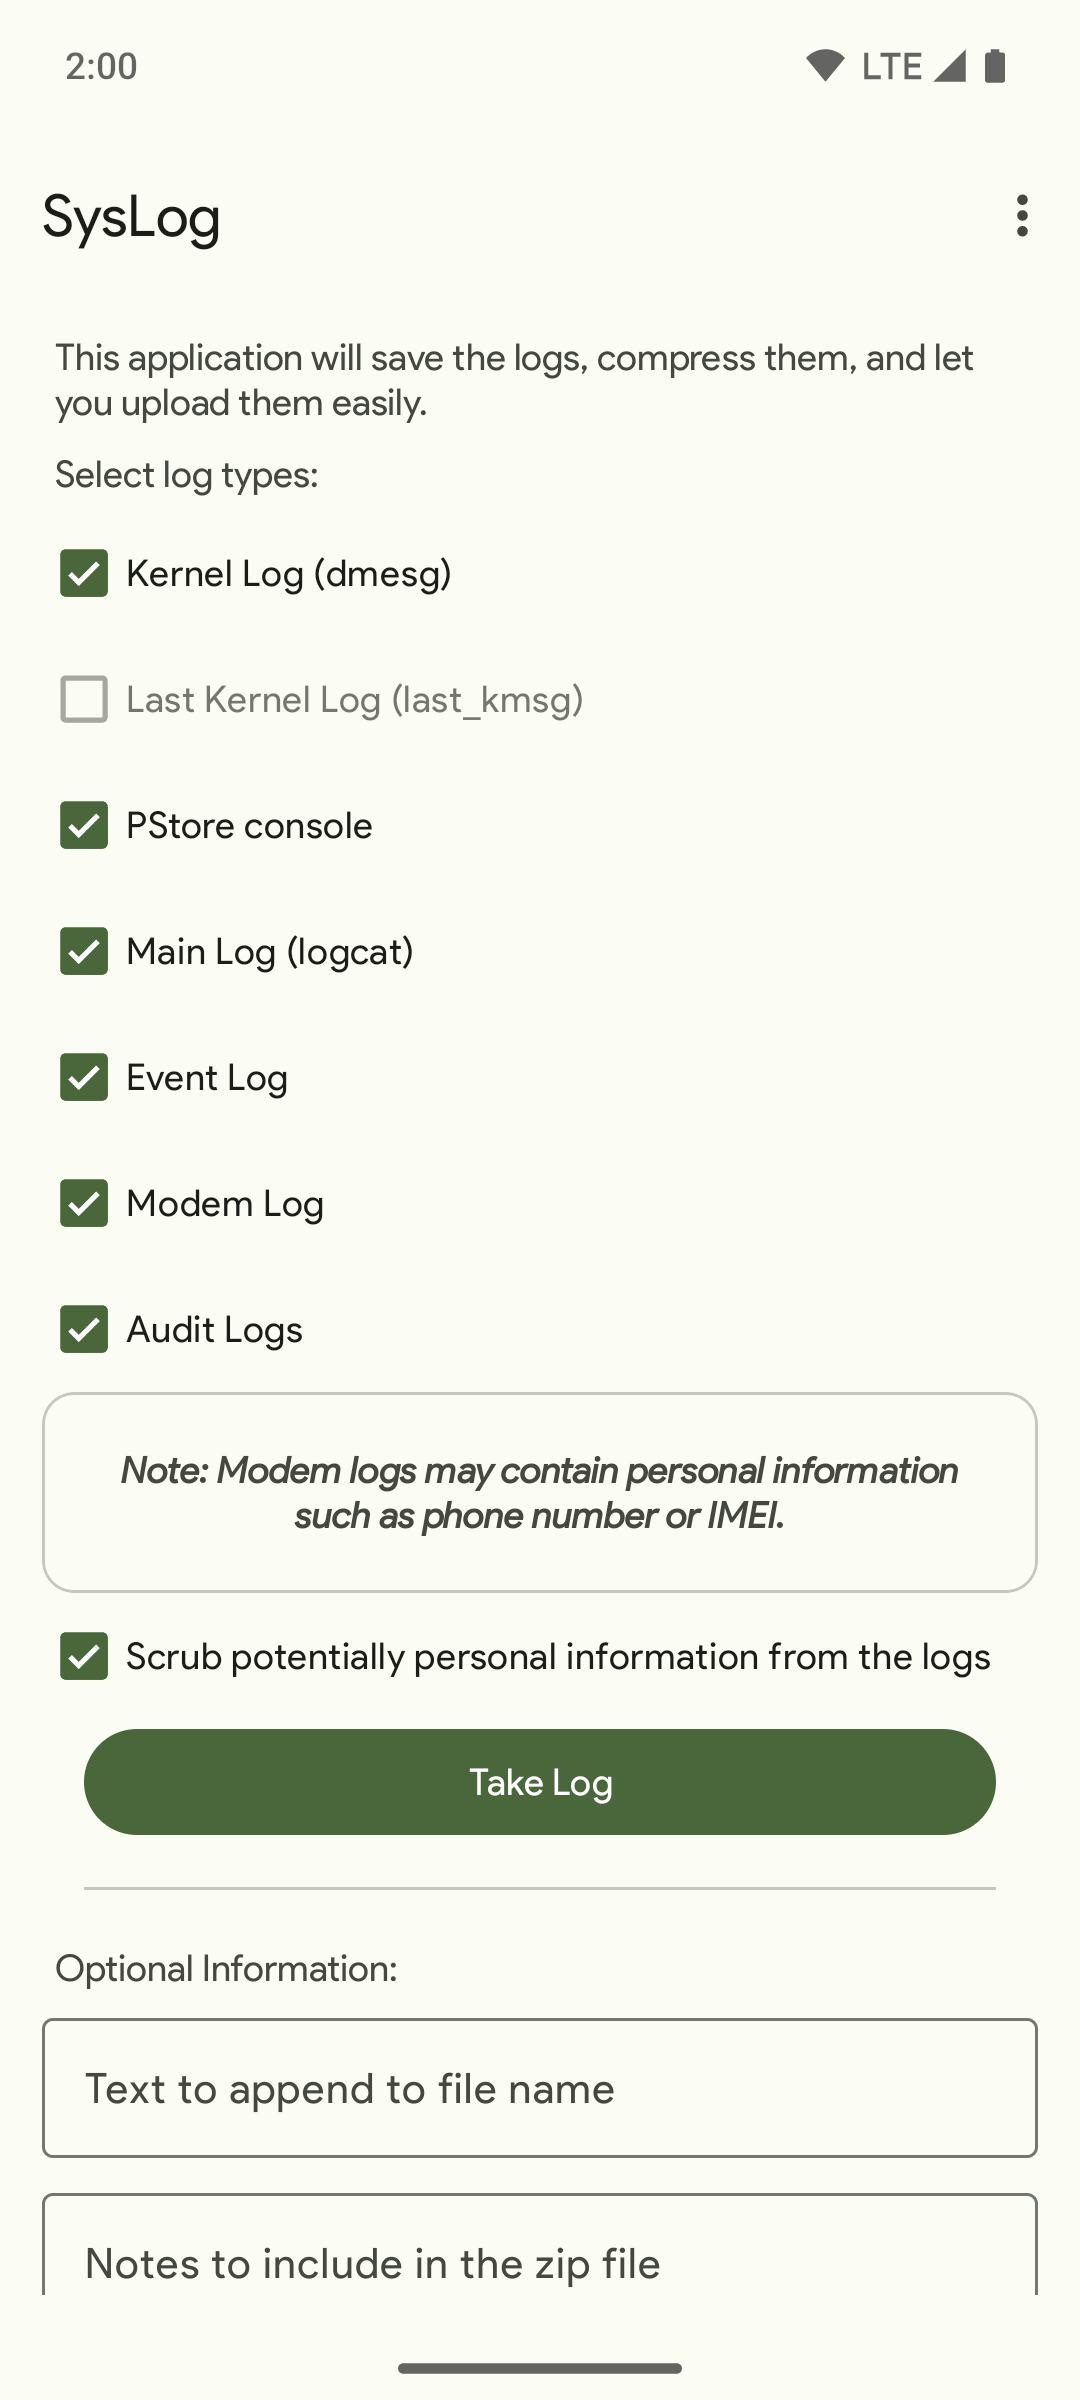 2:00
LTE
SysLog
This application will save the logs, compress them, and let
you upload them easily.
Select log types:
Kernel Log (dmesg)
Last Kernel Log (last_kmsg)
PStore console
Main Log (logcat)
Event Log
Modem Log
Audit Logs
Note: Modem logs may contain personal information
such as phone number or IMEI.
Scrub potentially personal information from the logs
Take Log
Optional Information:
Text to append to file name
Notes to include in the zip file